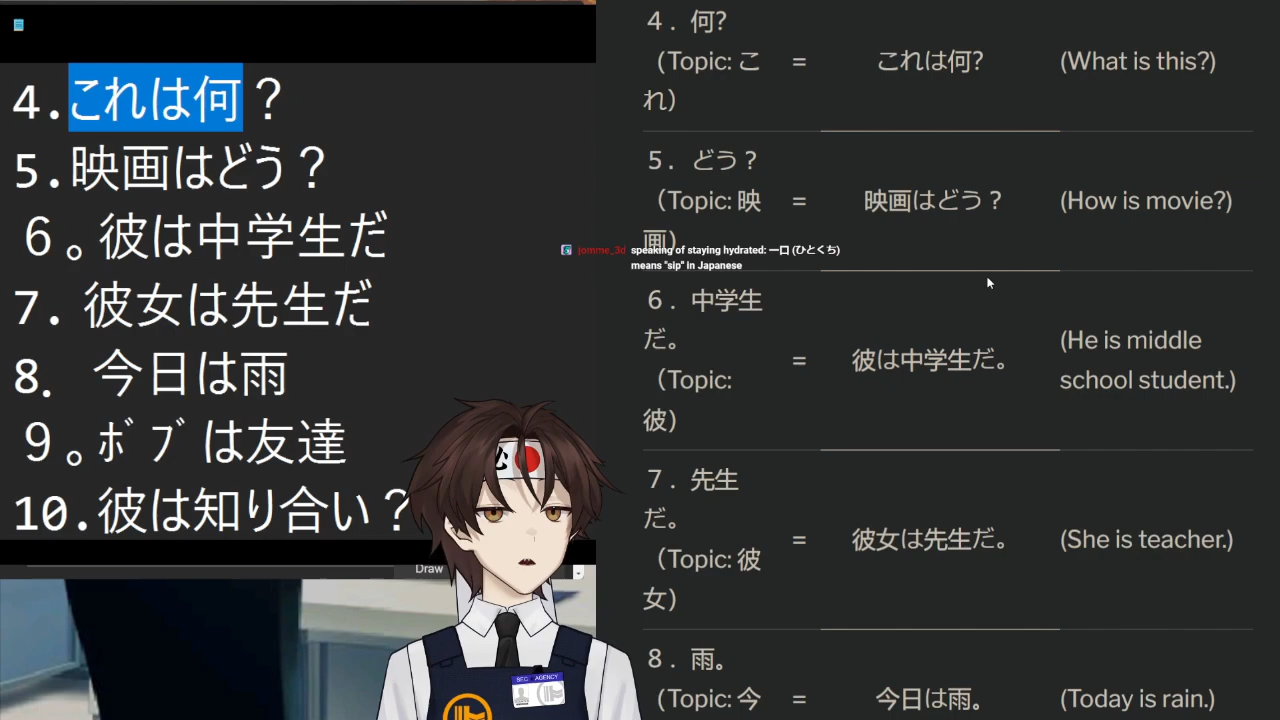 4.これは何？
5.映画はどう？
６。彼は中学生だ
7. 彼女は先生だ
8. 今日は雨
９。ﾎﾞﾌﾞは友達
10.彼は知り合い？
Draw
SEC AGENCY
jomme_3d speaking of staying hydrated: 一口 (ひとくち)
means "sip" in Japanese
４．何?
（Topic: こ
れ）
=
これは何?
(What is this?)
５．どう？
（Topic: 映
画）
=
映画はどう？
(How is movie?)
６．中学生
だ。
（Topic:
彼）
=
彼は中学生だ。
(He is middle
school student.)
７．先生
だ。
（Topic: 彼
女）
=
彼女は先生だ。
(She is teacher.)
８．雨。
（Topic: 今
=
今日は雨。
(Today is rain.)